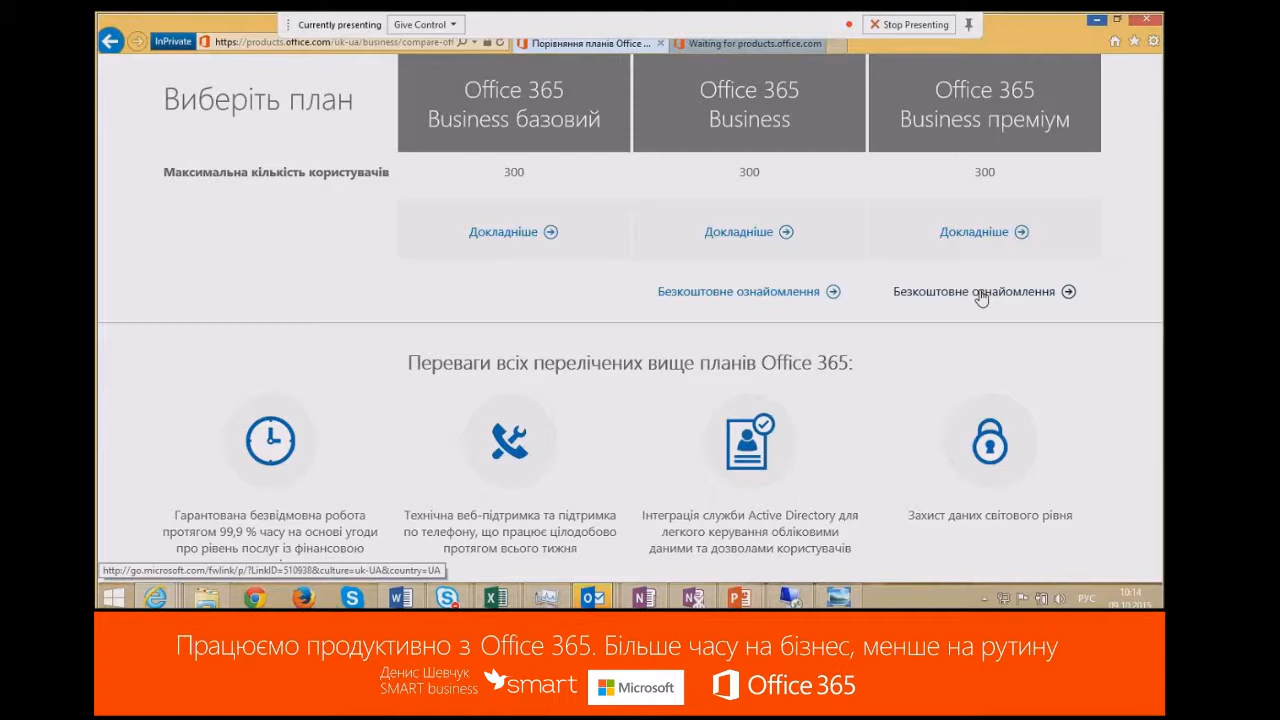 Currently presenting
Give Control
Stop Presenting
InPrivate
https://products.office.com/uk-ua/business/compare-of
Порівняння планів Office ...
Waiting for products.office.com
Виберіть план
Office 365
Business базовий
Office 365
Business
Office 365
Business преміум
Максимальна кількість користувачів
300
300
300
Докладніше
Докладніше
Докладніше
Безкоштовне ознайомлення
Безкоштовне ознайомлення
Переваги всіх перелічених вище планів Office 365:
Гарантована безвідмовна робота
протягом 99,9 % часу на основі угоди
про рівень послуг із фінансовою
Технічна веб-підтримка та підтримка
по телефону, що працює цілодобово
протягом всього тижня
Інтеграція служби Active Directory для
легкого керування обліковими
даними та дозволами користувачів
Захист даних світового рівня
http://go.microsoft.com/fwlink/p/?LinkID=510938&culture=uk-UA&country=UA
РУС
10:14
09.10.2015
Працюємо продуктивно з Office 365. Більше часу на бізнес, менше на рутину
Денис Шевчук
SMART business
smart
Microsoft
Office 365